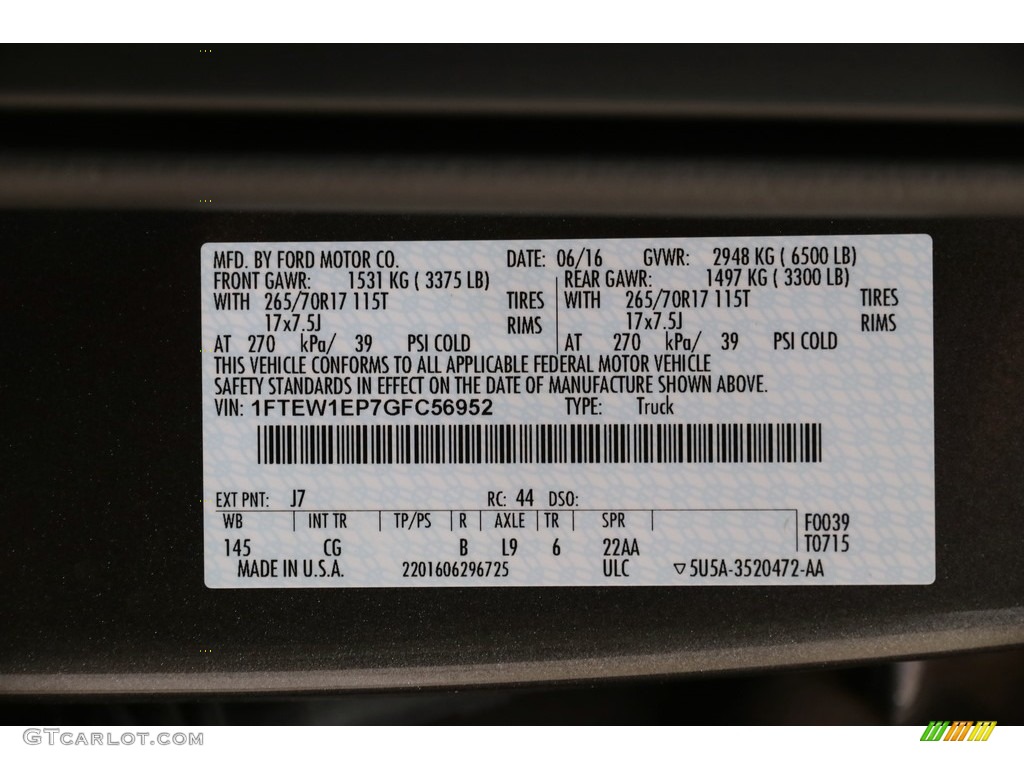 MFD. BY FORD MOTOR CO. DATE: 06/16 GVWR: 2948 KG ( 6500 LB)
FRONT GAWR: 1531 KG ( 3375 LB) REAR GAWR: 1497 KG ( 3300 LB)
WITH 265/70R17 115T TIRES WITH 265/70R17 115T TIRES
17x7.5J RIMS 17x7.5J RIMS
AT 270 kPa/ 39 PSI COLD AT 270 kPa/ 39 PSI COLD
THIS VEHICLE CONFORMS TO ALL APPLICABLE FEDERAL MOTOR VEHICLE
SAFETY STANDARDS IN EFFECT ON THE DATE OF MANUFACTURE SHOWN ABOVE.
VIN: 1FTEW1EP7GFC56952 TYPE: Truck
EXT PNT: J7 RC: 44 DSO:
WB INT TR TP/PS R AXLE TR SPR F0039
145 CG B L9 6 22AA T0715
MADE IN U.S.A. 2201606296725 ULC ▽5U5A-3520472-AA
GTCARLOT.COM